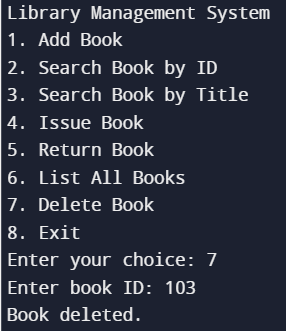 Library Management System
1. Add Book
2. Search Book by ID
3. Search Book by Title
4. Issue Book
5. Return Book
6. List All Books
7. Delete Book
8. Exit
Enter your choice: 7
Enter book ID: 103
Book deleted.